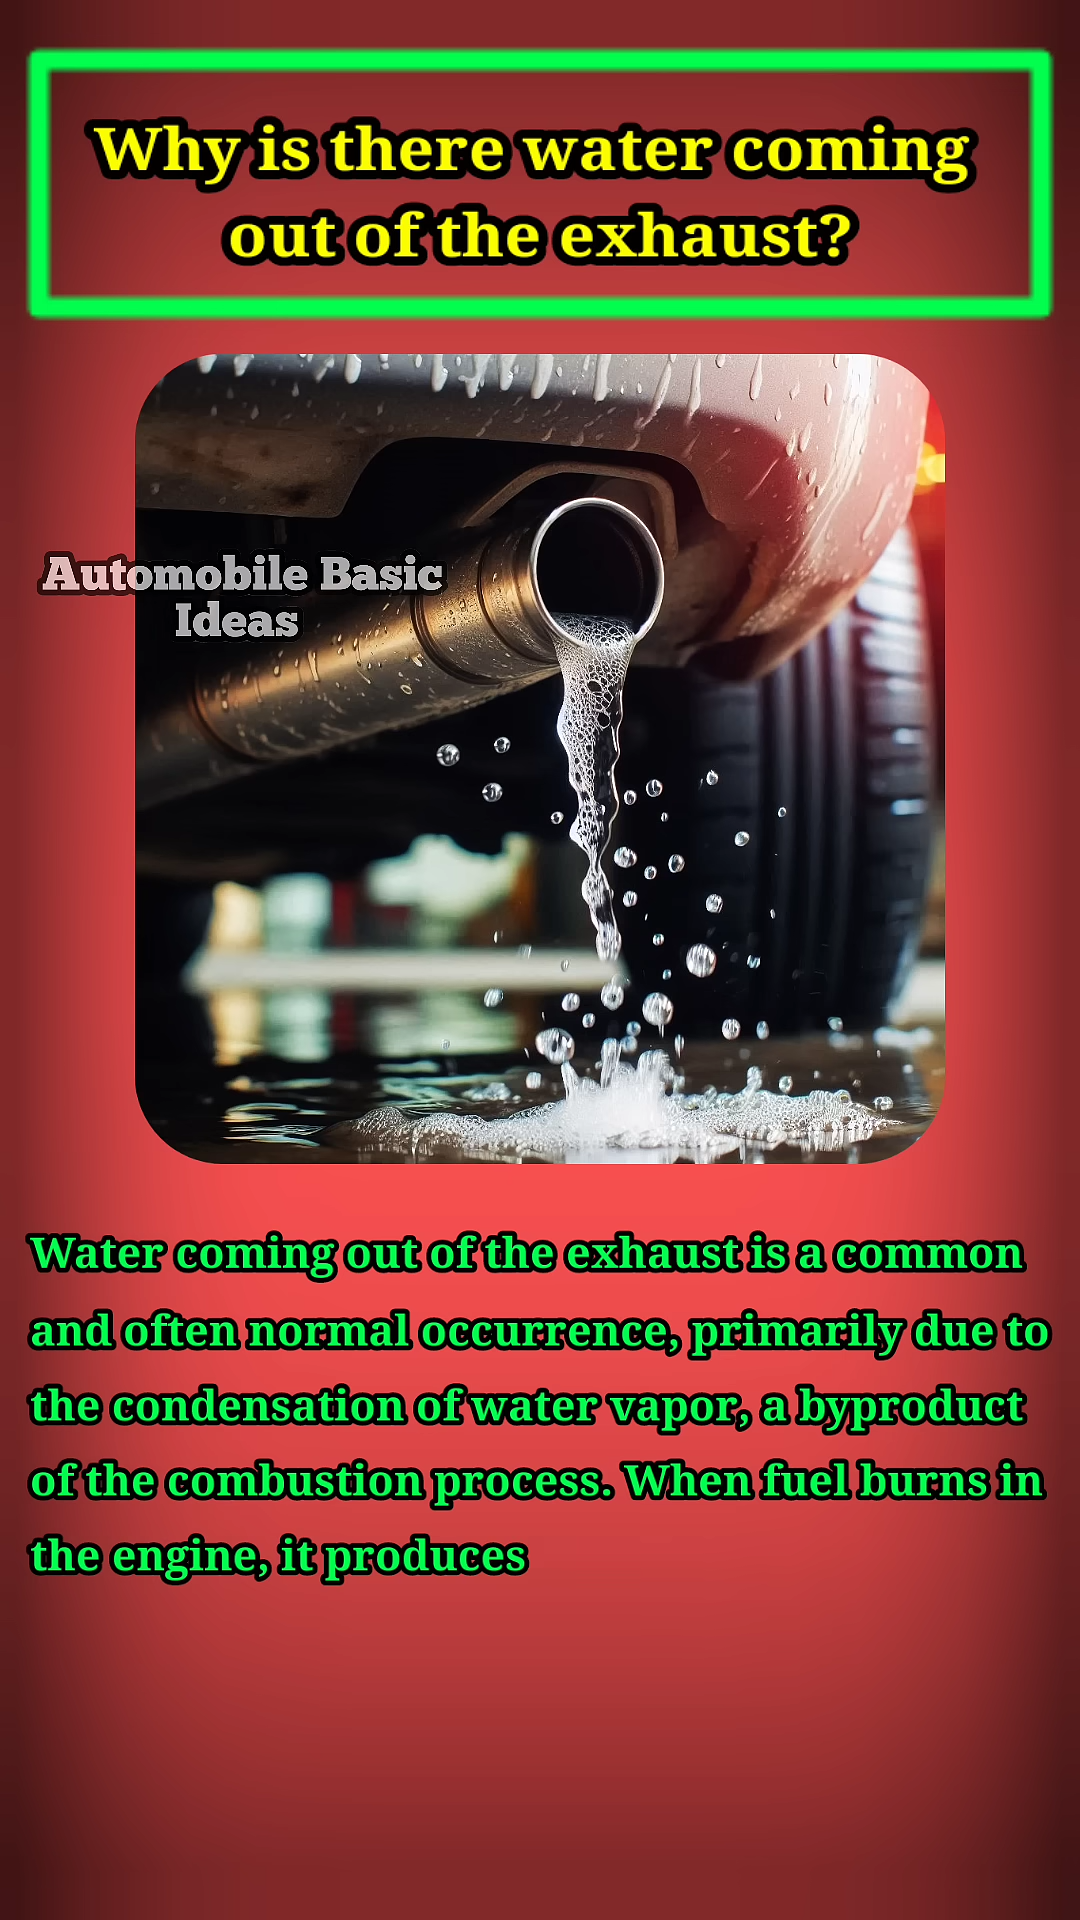 Why is there water coming
out of the exhaust?
Automobile Basic
Ideas
Water coming out of the exhaust is a common
and often normal occurrence, primarily due to
the condensation of water vapor, a byproduct
of the combustion process. When fuel burns in
the engine, it produces